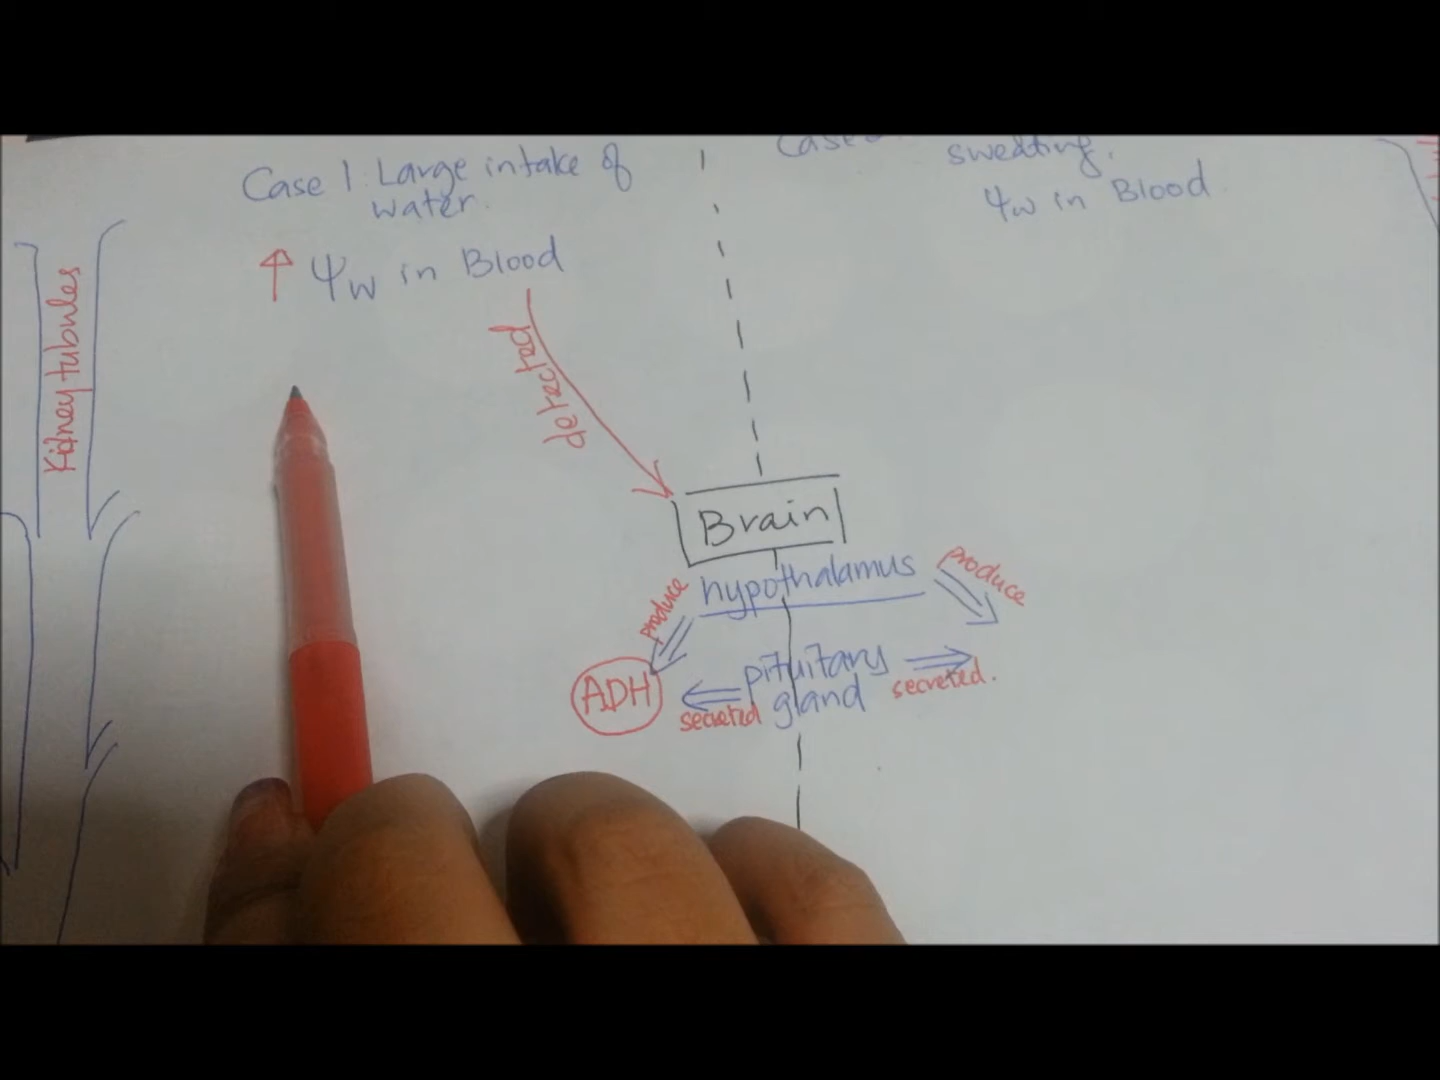 Case 1. Large intake of
water.
↑ Ψw in Blood
detected
Kidney tubules
Case
sweating.
Ψw in Blood
Brain
hypothalamus
produce
produce
ADH
pituitary
gland
secreted
secreted.